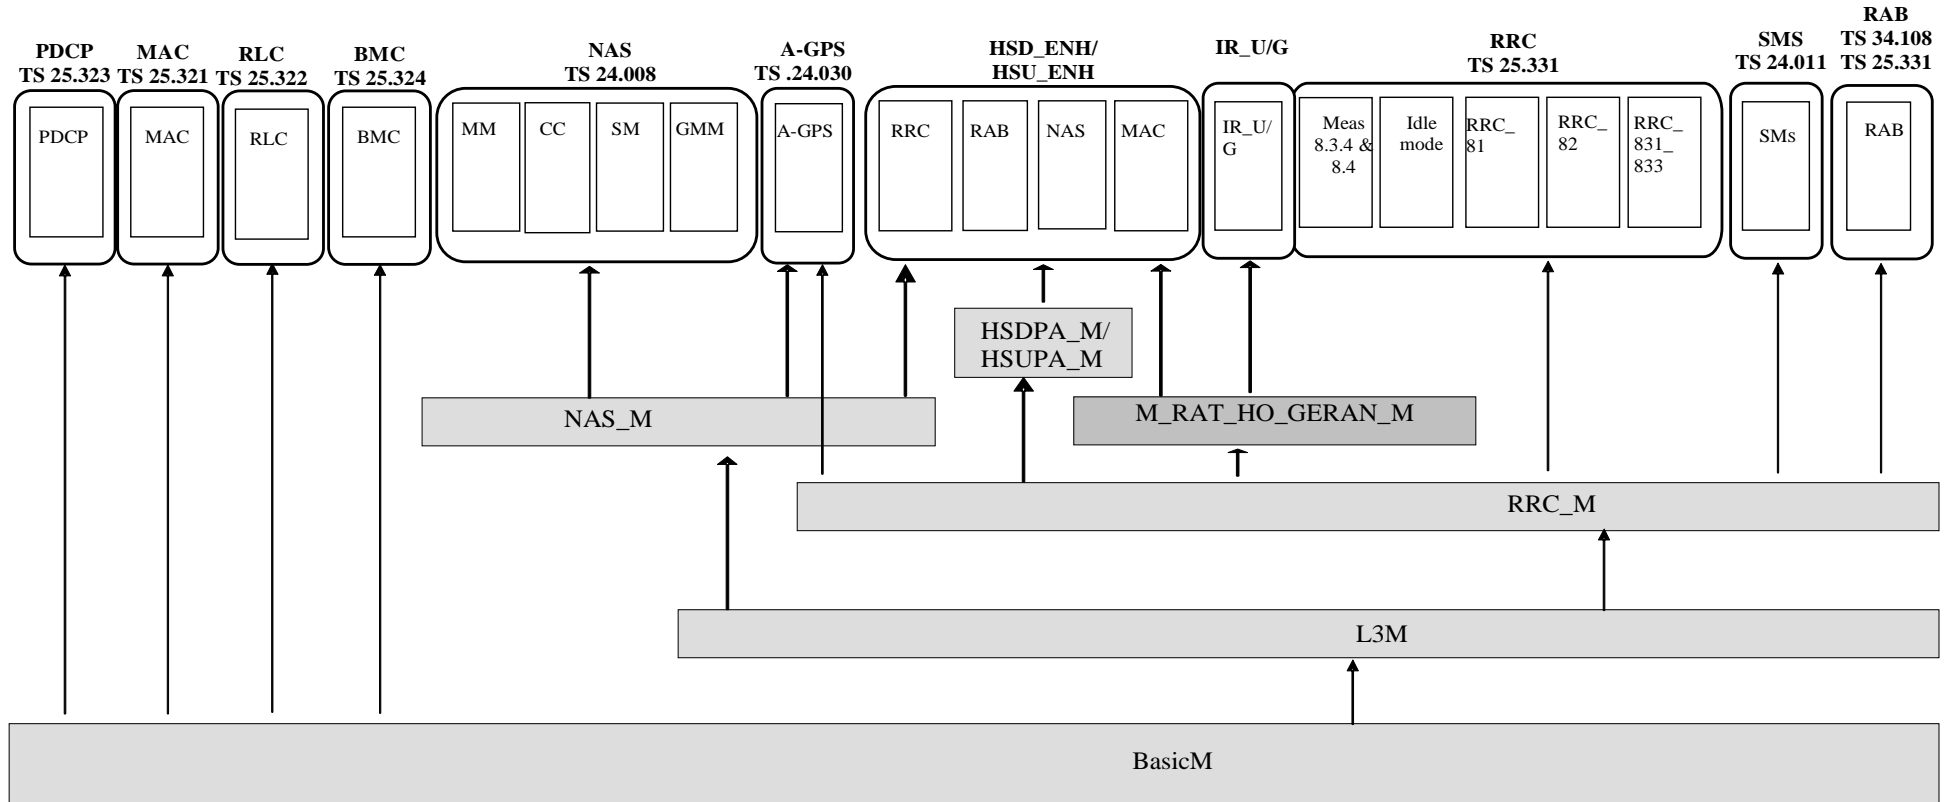 PDCP
TS 25.323
MAC
TS 25.321
RLC
TS 25.322
BMC
TS 25.324
NAS
TS 24.008
A-GPS
TS .24.030
HSD_ENH/
HSU_ENH
IR_U/G
RRC
TS 25.331
SMS
TS 24.011
RAB
TS 34.108
TS 25.331
PDCP
MAC
RLC
BMC
MM
CC
SM
GMM
A-GPS
RRC
RAB
NAS
MAC
IR_U/
G
Meas
8.3.4 &
8.4
Idle
mode
RRC_
81
RRC_
82
RRC_
831_
833
SMs
RAB
HSDPA_M/
HSUPA_M
NAS_M
M_RAT_HO_GERAN_M
RRC_M
L3M
BasicM